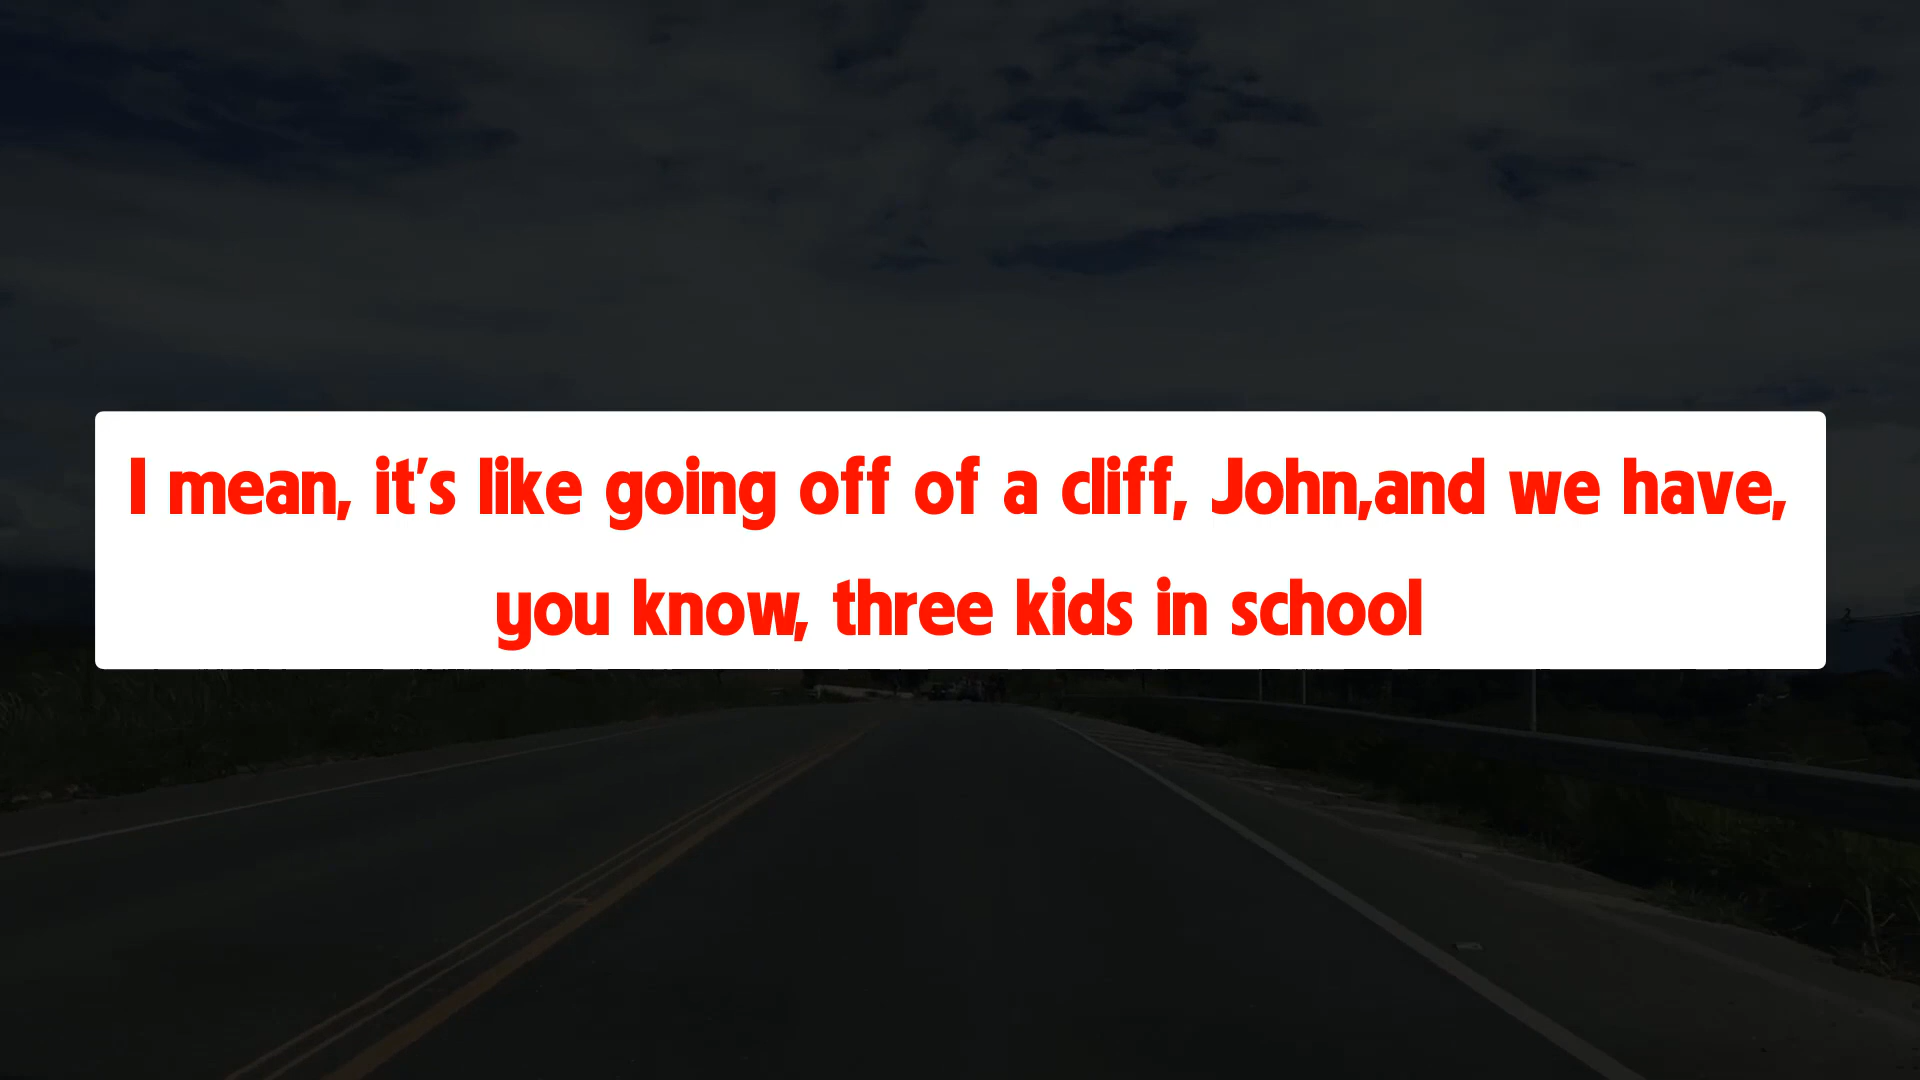 I mean, it's like going off of a cliff, John,and we have,
you know, three kids in school